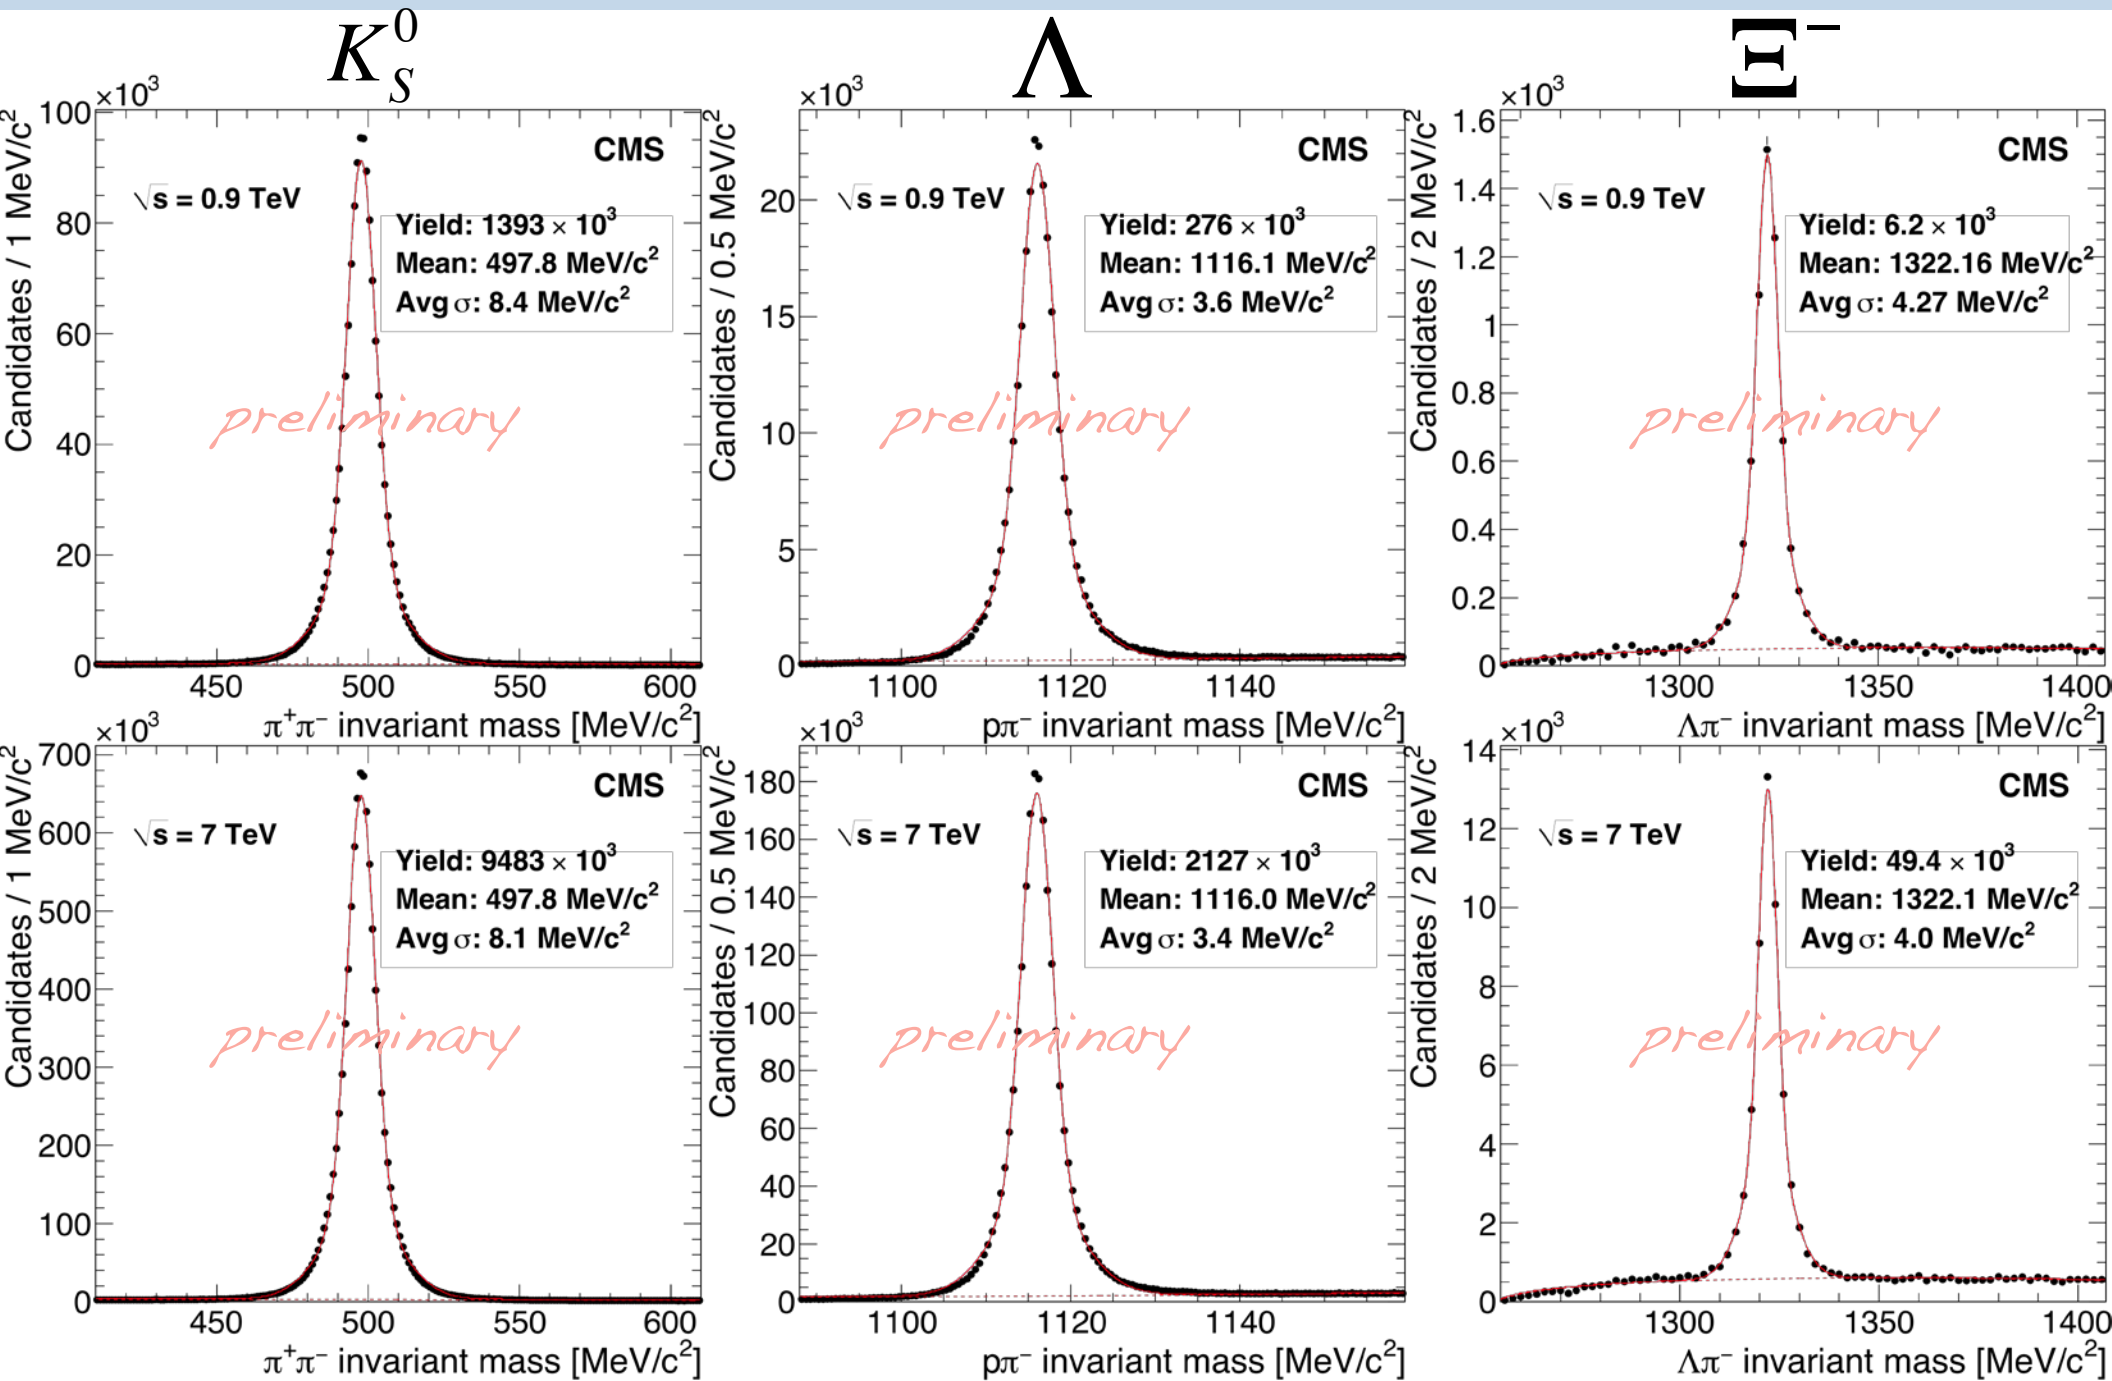 K⁰_S
Λ
Ξ⁻
×10³
Candidates / 1 MeV/c²
100
80
60
40
20
0
CMS
√s = 0.9 TeV
Yield: 1393 × 10³
Mean: 497.8 MeV/c²
Avg σ: 8.4 MeV/c²
preliminary
450 500 550 600
π⁺π⁻ invariant mass [MeV/c²]
×10³
Candidates / 0.5 MeV/c²
20
15
10
5
0
CMS
√s = 0.9 TeV
Yield: 276 × 10³
Mean: 1116.1 MeV/c²
Avg σ: 3.6 MeV/c²
preliminary
1100 1120 1140
pπ⁻ invariant mass [MeV/c²]
×10³
Candidates / 2 MeV/c²
1.6
1.4
1.2
1
0.8
0.6
0.4
0.2
0
CMS
√s = 0.9 TeV
Yield: 6.2 × 10³
Mean: 1322.16 MeV/c²
Avg σ: 4.27 MeV/c²
preliminary
1300 1350 1400
Λπ⁻ invariant mass [MeV/c²]
×10³
Candidates / 1 MeV/c²
700
600
500
400
300
200
100
0
CMS
√s = 7 TeV
Yield: 9483 × 10³
Mean: 497.8 MeV/c²
Avg σ: 8.1 MeV/c²
preliminary
450 500 550 600
π⁺π⁻ invariant mass [MeV/c²]
×10³
Candidates / 0.5 MeV/c²
180
160
140
120
100
80
60
40
20
0
CMS
√s = 7 TeV
Yield: 2127 × 10³
Mean: 1116.0 MeV/c²
Avg σ: 3.4 MeV/c²
preliminary
1100 1120 1140
pπ⁻ invariant mass [MeV/c²]
×10³
Candidates / 2 MeV/c²
14
12
10
8
6
4
2
0
CMS
√s = 7 TeV
Yield: 49.4 × 10³
Mean: 1322.1 MeV/c²
Avg σ: 4.0 MeV/c²
preliminary
1300 1350 1400
Λπ⁻ invariant mass [MeV/c²]